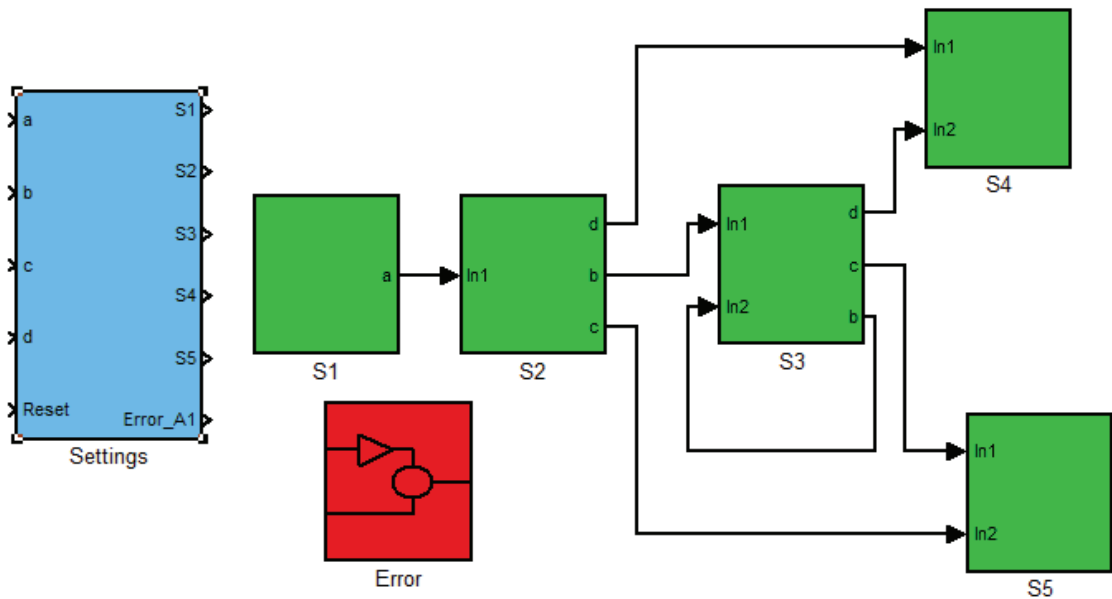 a
b
c
d
Reset
S1
S2
S3
S4
S5
Error_A1
Settings
a
S1
In1
d
b
c
S2
In1
In2
d
c
b
S3
In1
In2
S4
In1
In2
S5
Error